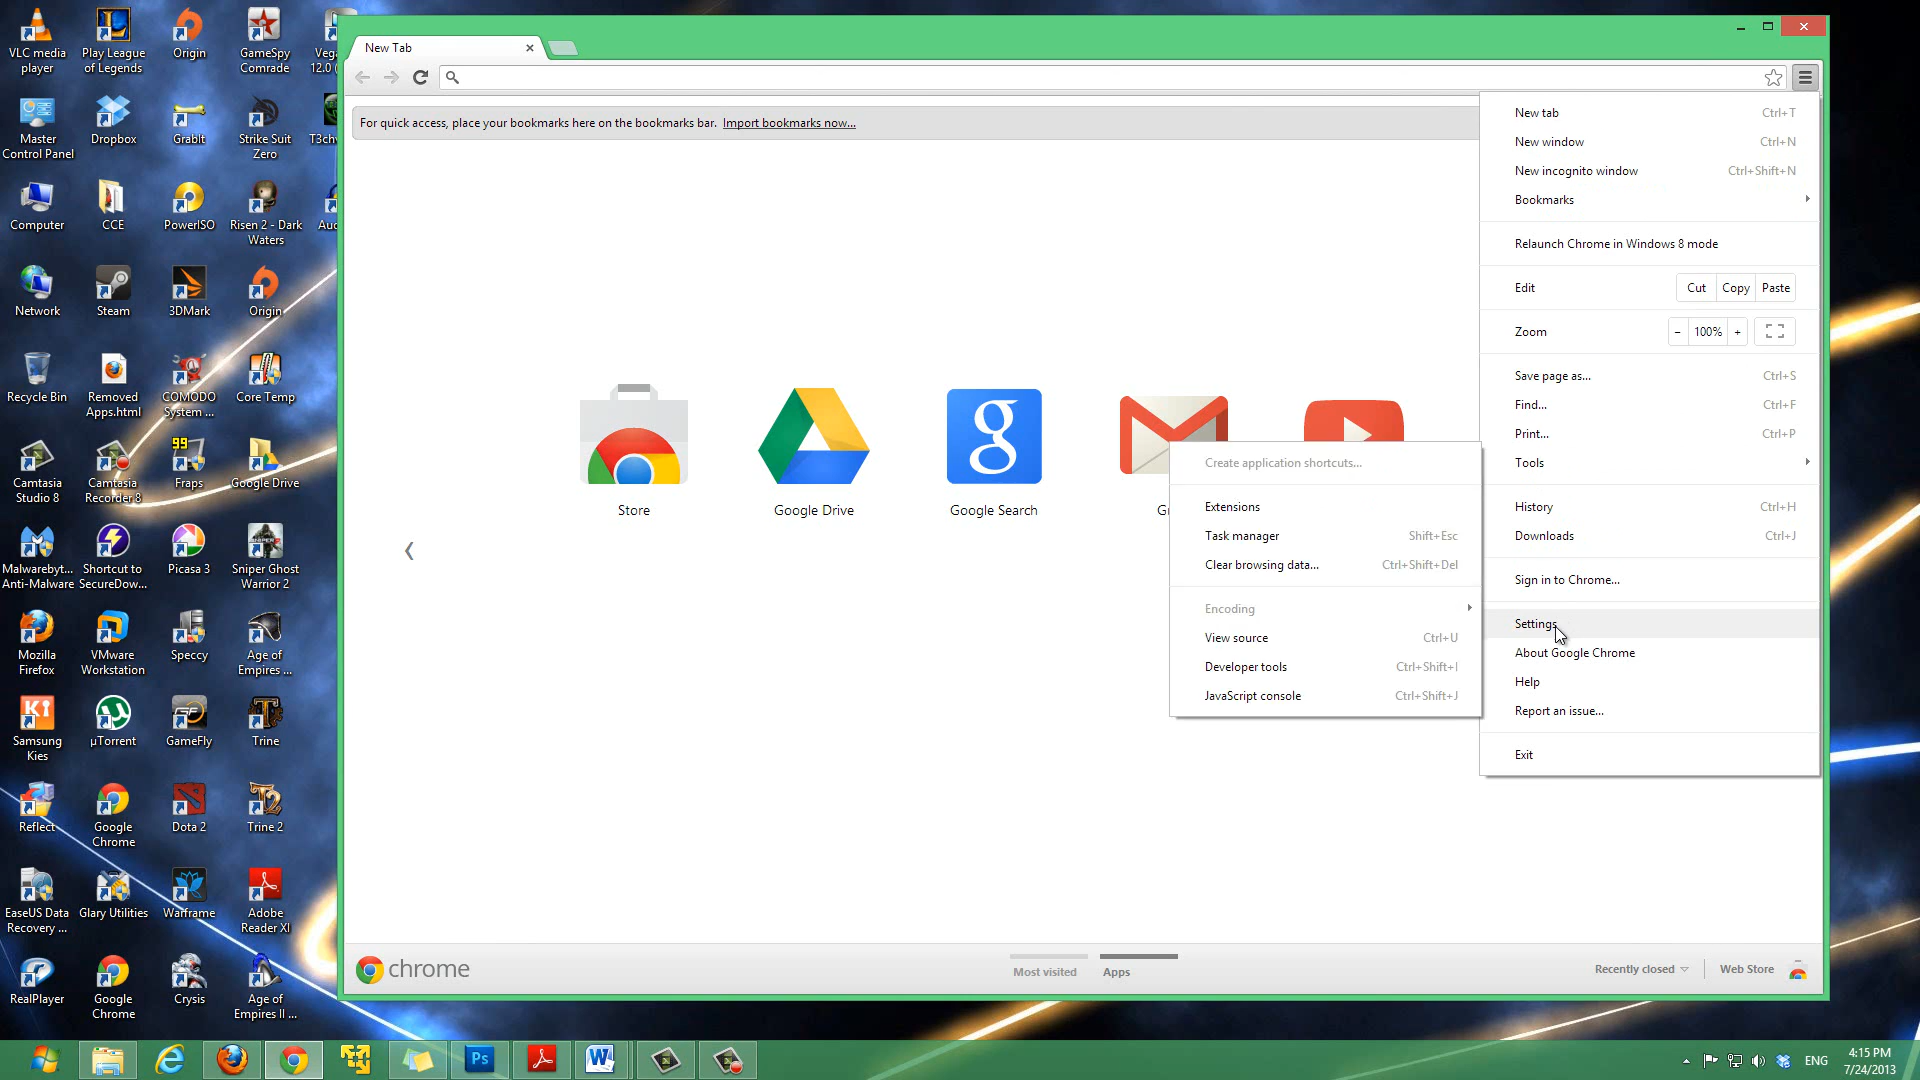 VLC media
player
Play League
of Legends
Origin
GameSpy
Comrade
Vega
12.0 (
Master
Control Panel
Dropbox
GrabIt
Strike Suit
Zero
T3chy
Computer
CCE
PowerISO
Risen 2 - Dark
Waters
Auc
Network
Steam
3DMark
Origin
Recycle Bin
Removed
Apps.html
COMODO
System ...
Core Temp
Camtasia
Studio 8
Camtasia
Recorder 8
99
Fraps
Google Drive
Malwarebyt...
Anti-Malware
Shortcut to
SecureDow...
Picasa 3
Sniper Ghost
Warrior 2
Mozilla
Firefox
VMware
Workstation
Speccy
Age of
Empires ...
Samsung
Kies
µTorrent
GameFly
Trine
Reflect
Google
Chrome
Dota 2
Trine 2
EaseUS Data
Recovery ...
Glary Utilities
Warframe
Adobe
Reader XI
RealPlayer
Google
Chrome
Crysis
Age of
Empires II ...
New Tab
For quick access, place your bookmarks here on the bookmarks bar. Import bookmarks now...
Store
Google Drive
g
Google Search
G
Create application shortcuts...
Extensions
Task manager Shift+Esc
Clear browsing data... Ctrl+Shift+Del
Encoding
View source Ctrl+U
Developer tools Ctrl+Shift+I
JavaScript console Ctrl+Shift+J
New tab Ctrl+T
New window Ctrl+N
New incognito window Ctrl+Shift+N
Bookmarks
Relaunch Chrome in Windows 8 mode
Edit Cut Copy Paste
Zoom − 100% +
Save page as... Ctrl+S
Find...
Print... Ctrl+P
Tools
History Ctrl+H
Downloads Ctrl+J
Sign in to Chrome...
Settings
About Google Chrome
Help
Report an issue...
Exit
chrome
Most visited
Apps
Recently closed
Web Store
Ps
W
ENG
4:15 PM
7/24/2013